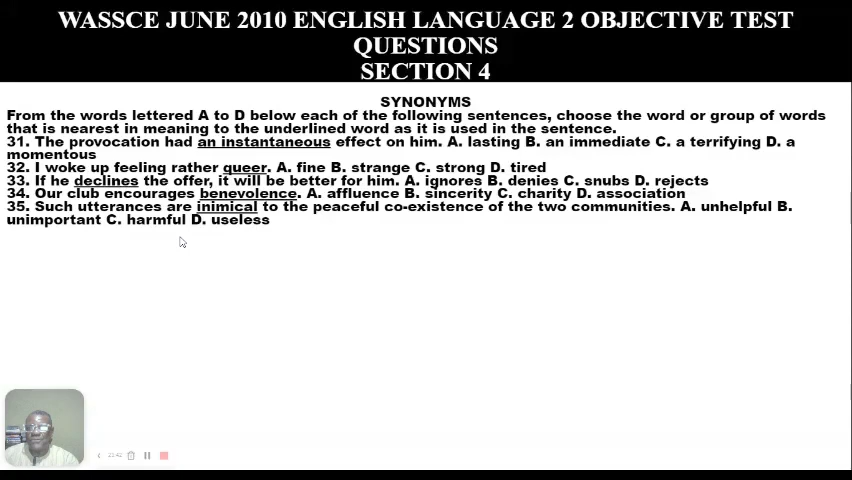 WASSCE JUNE 2010 ENGLISH LANGUAGE 2 OBJECTIVE TEST
QUESTIONS
SECTION 4
SYNONYMS
From the words lettered A to D below each of the following sentences, choose the word or group of words
that is nearest in meaning to the underlined word as it is used in the sentence.
31. The provocation had an instantaneous effect on him. A. lasting B. an immediate C. a terrifying D. a
momentous
32. I woke up feeling rather queer. A. fine B. strange C. strong D. tired
33. If he declines the offer, it will be better for him. A. ignores B. denies C. snubs D. rejects
34. Our club encourages benevolence. A. affluence B. sincerity C. charity D. association
35. Such utterances are inimical to the peaceful co-existence of the two communities. A. unhelpful B.
unimportant C. harmful D. useless